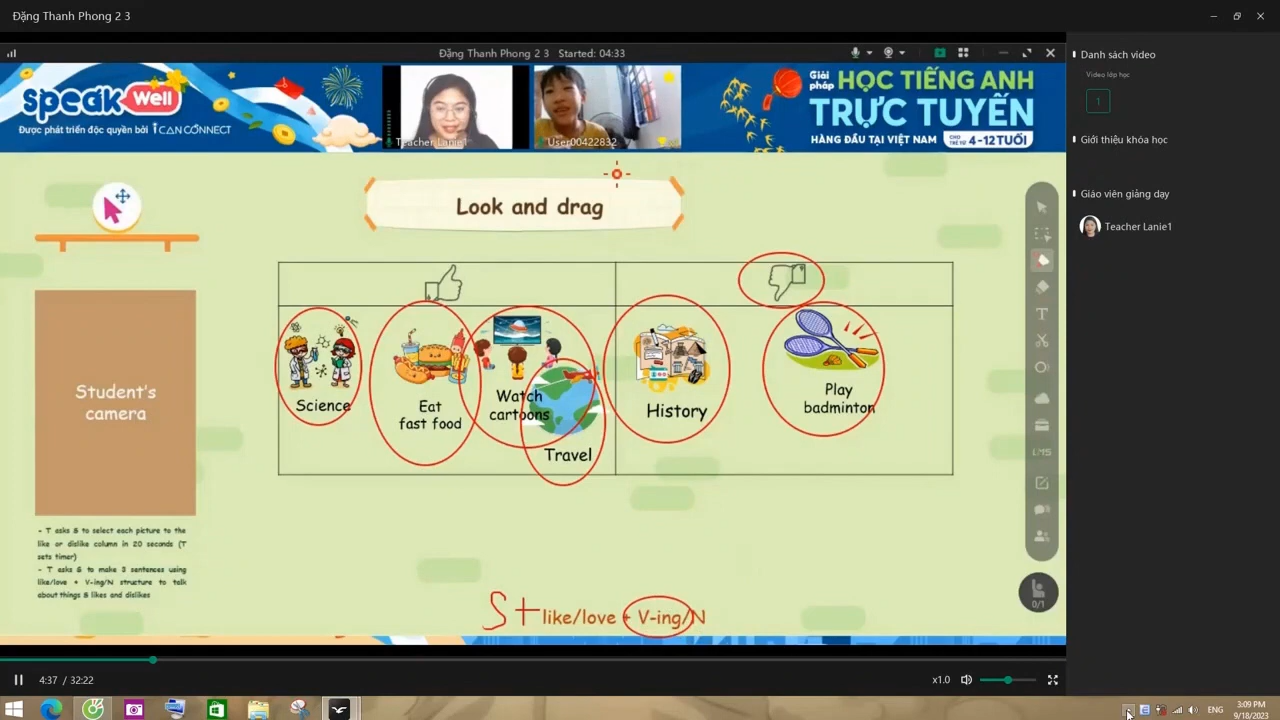 Đặng Thanh Phong 2 3
Đặng Thanh Phong 2 3 Started: 04:33
Danh sách video
Video lớp học
1
Giới thiệu khóa học
Giáo viên giảng dạy
Teacher Lanie1
speak Well
Được phát triển độc quyền bởi iCAN CONNECT
Teacher Lanie1
User00422832
Giải pháp HỌC TIẾNG ANH
TRỰC TUYẾN
HÀNG ĐẦU TẠI VIỆT NAM CHO TRẺ TỪ 4-12 TUỔI
Look and drag
Student's
camera
Science
Eat
fast food
Watch
cartoons
Travel
History
Play
badminton
- T asks S to select each picture to the
like or dislike column in 20 seconds (T
sets timer)
- T asks S to make 3 sentences using
like/love + V-ing/N structure to talk
about things S likes and dislikes
S + like/love + V-ing/N
LMS
0/1
4:37 / 32:22
x1.0
ENG
3:09 PM
9/18/2023